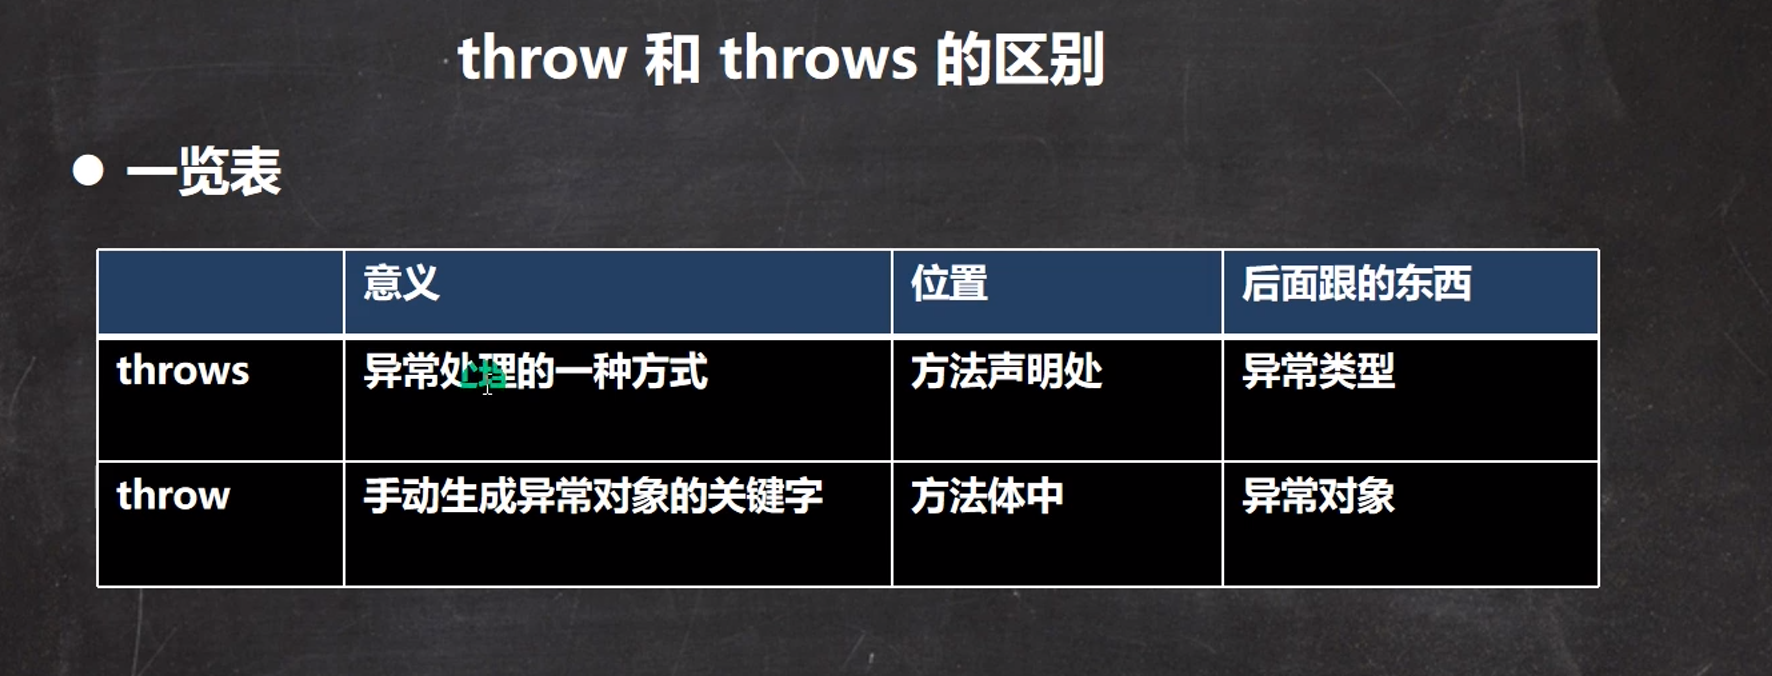 throw 和 throws 的区别
● 一览表
意义 位置 后面跟的东西
throws 异常处理的一种方式 方法声明处 异常类型
throw 手动生成异常对象的关键字 方法体中 异常对象